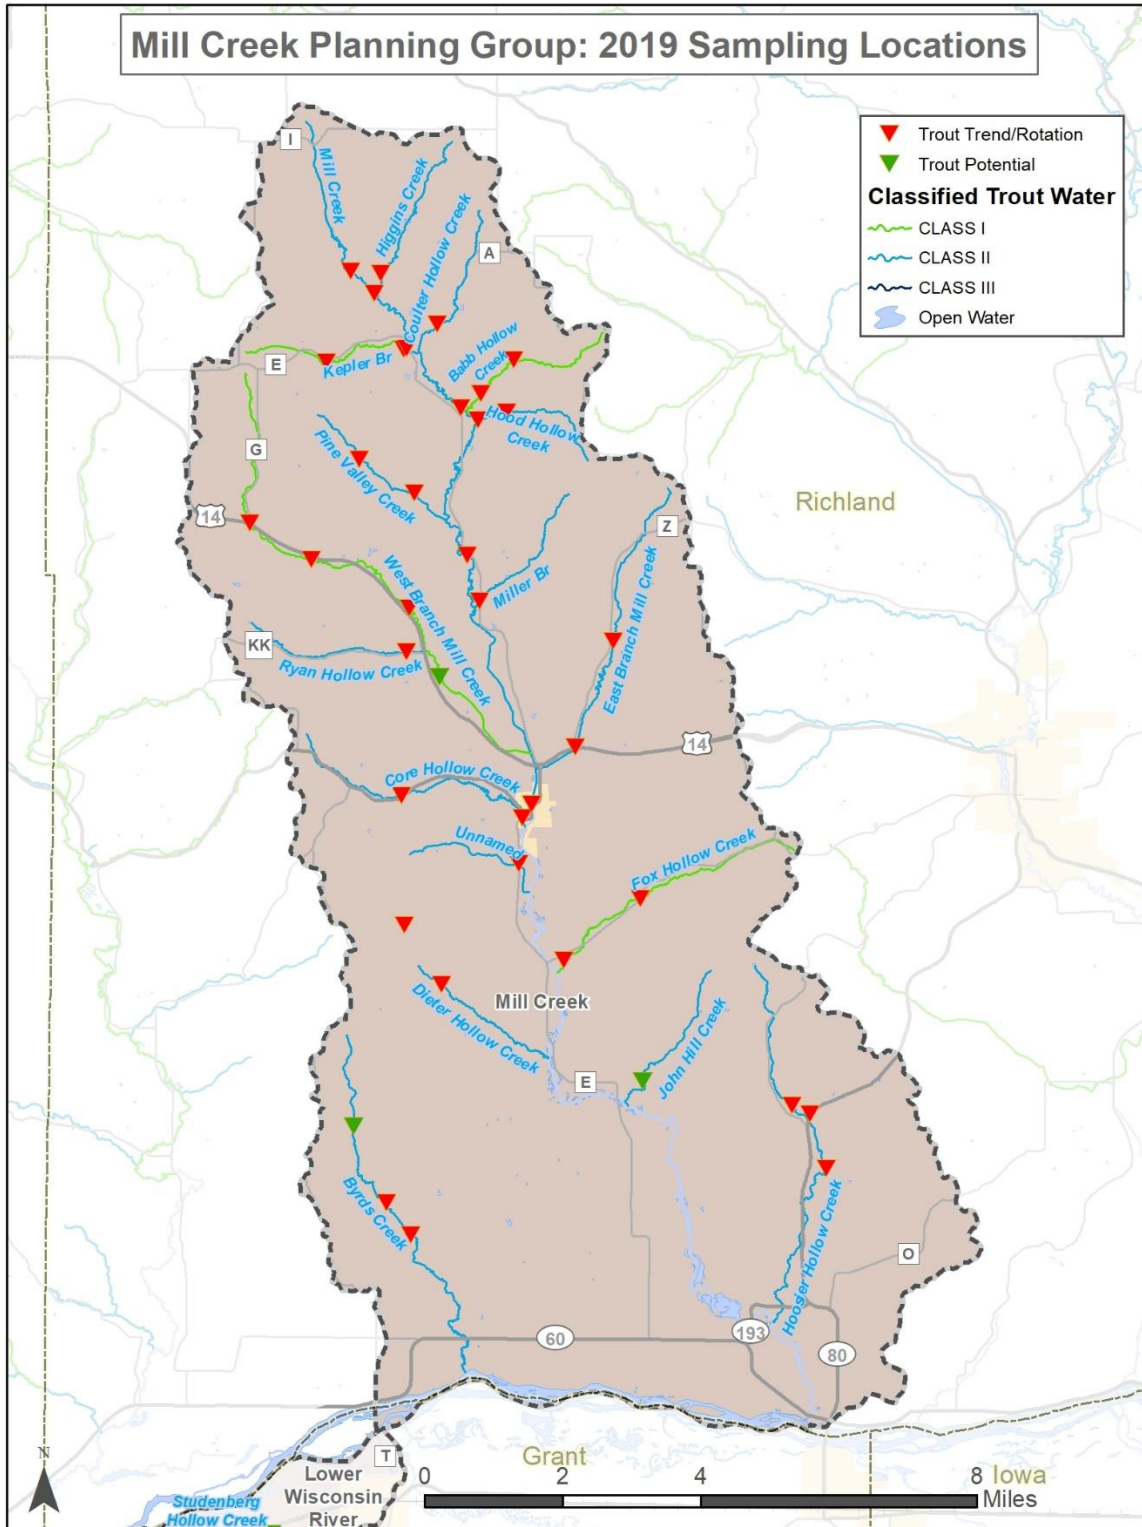 Mill Creek Planning Group: 2019 Sampling Locations
Trout Trend/Rotation
Trout Potential
Classified Trout Water
CLASS I
CLASS II
CLASS III
Open Water
I
Mill Creek
Higgins Creek
Coulter Hollow Creek
A
E
Kepler Br
Babb Hollow
Creek
Hood Hollow
Creek
G
Pine Valley Creek
14
Richland
Z
West Branch Mill Creek
Miller Br
East Branch Mill Creek
KK
Ryan Hollow Creek
14
Core Hollow Creek
Unnamed
Fox Hollow Creek
Mill Creek
Dieter Hollow Creek
E
John Hill Creek
Byrds Creek
Hoosier Hollow Creek
O
60
193
80
N
T
Grant
Iowa
Lower
Wisconsin
River
0 2 4 8
Miles
Studenberg
Hollow Creek